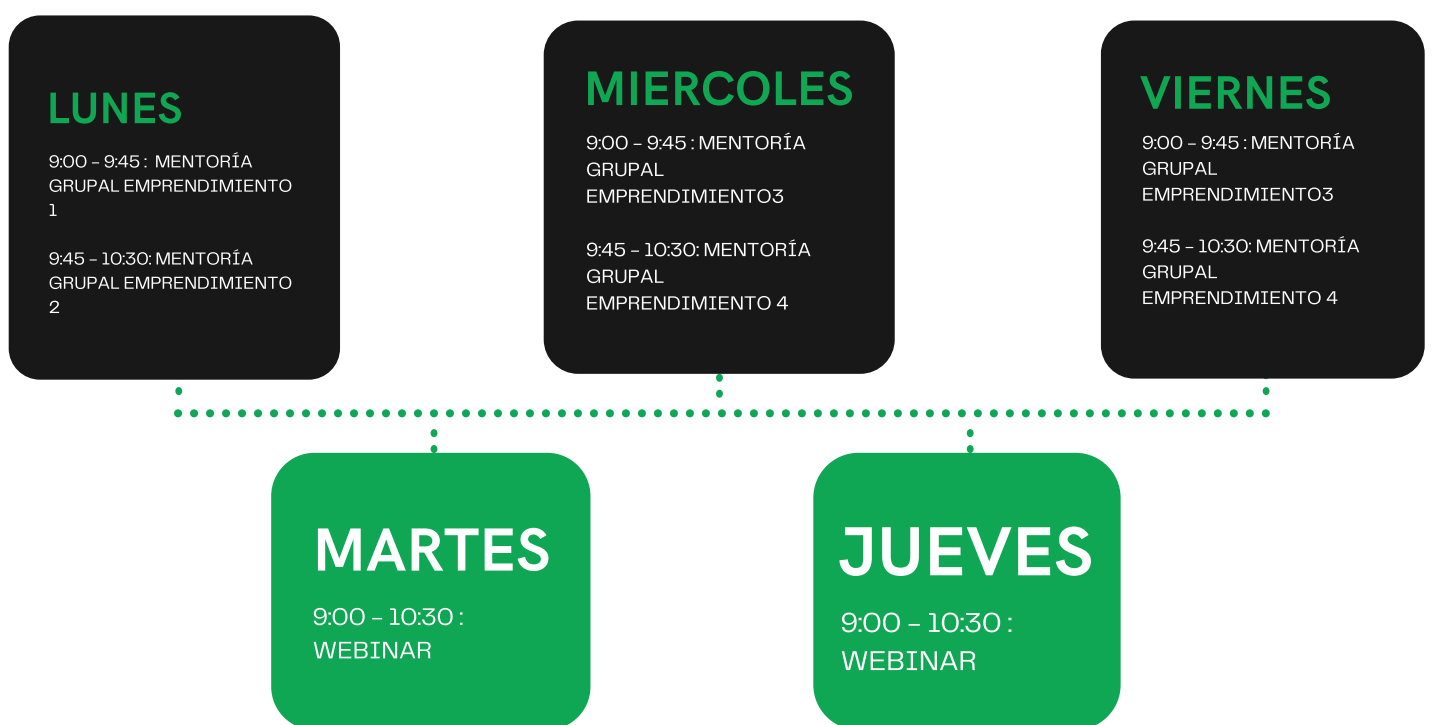 LUNES
9:00 – 9:45 : MENTORÍA
GRUPAL EMPRENDIMIENTO
1
9:45 – 10:30: MENTORÍA
GRUPAL EMPRENDIMIENTO
2
MIERCOLES
9:00 – 9:45 : MENTORÍA
GRUPAL
EMPRENDIMIENTO3
9:45 – 10:30: MENTORÍA
GRUPAL
EMPRENDIMIENTO 4
VIERNES
9:00 – 9:45 : MENTORÍA
GRUPAL
EMPRENDIMIENTO3
9:45 – 10:30: MENTORÍA
GRUPAL
EMPRENDIMIENTO 4
MARTES
9:00 – 10:30 :
WEBINAR
JUEVES
9:00 – 10:30 :
WEBINAR